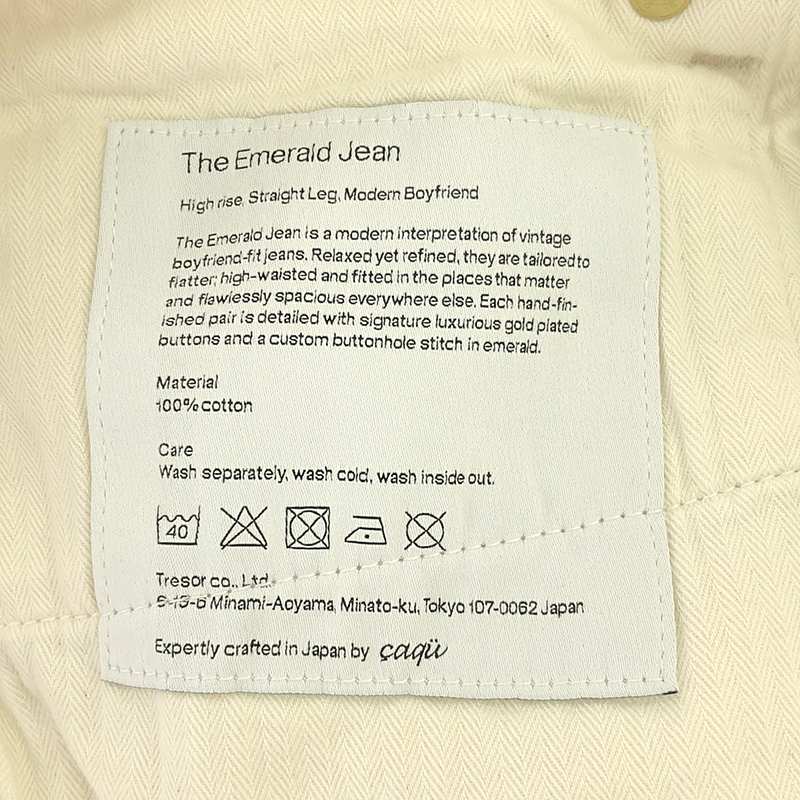 The Emerald Jean
High rise, Straight Leg, Modern Boyfriend
The Emerald Jean is a modern interpretation of vintage
boyfriend-fit jeans. Relaxed yet refined, they are tailored to
flatter; high-waisted and fitted in the places that matter
and flawlessly spacious everywhere else. Each hand-fin-
ished pair is detailed with signature luxurious gold plated
buttons and a custom buttonhole stitch in emerald.
Material
100% cotton
Care
Wash separately, wash cold, wash inside out.
40
Tresor co., Ltd.
Minami-Aoyama, Minato-ku, Tokyo 107-0062 Japan
Expertly crafted in Japan by çaqü